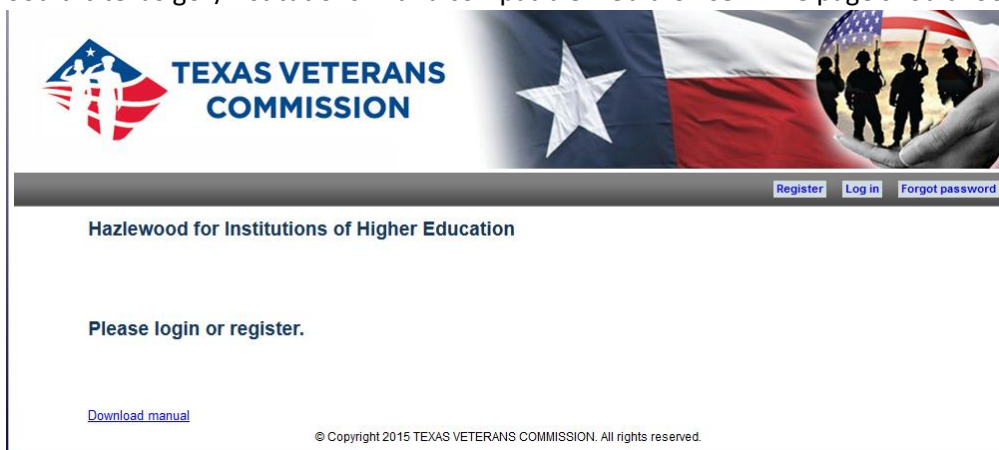 TEXAS VETERANS
COMMISSION
Register Log in Forgot password
Hazlewood for Institutions of Higher Education
Please login or register.
Download manual
© Copyright 2015 TEXAS VETERANS COMMISSION. All rights reserved.